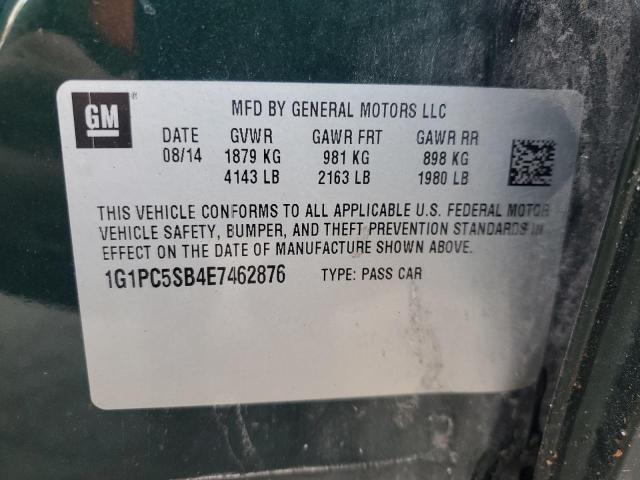 GM
MFD BY GENERAL MOTORS LLC
DATE GVWR GAWR FRT GAWR RR
08/14 1879 KG 981 KG 898 KG
4143 LB 2163 LB 1980 LB
THIS VEHICLE CONFORMS TO ALL APPLICABLE U.S. FEDERAL MOTOR
VEHICLE SAFETY, BUMPER, AND THEFT PREVENTION STANDARDS IN
EFFECT ON THE DATE OF MANUFACTURE SHOWN ABOVE.
1G1PC5SB4E7462876 TYPE: PASS CAR